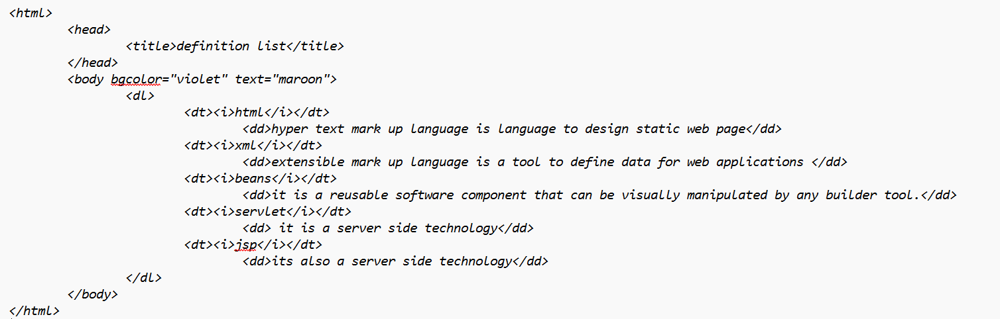 <html>
<head>
<title>definition list</title>
</head>
<body bgcolor="violet" text="maroon">
<dl>
<dt><i>html</i></dt>
<dd>hyper text mark up language is language to design static web page</dd>
<dt><i>xml</i></dt>
<dd>extensible mark up language is a tool to define data for web applications </dd>
<dt><i>beans</i></dt>
<dd>it is a reusable software component that can be visually manipulated by any builder tool.</dd>
<dt><i>servlet</i></dt>
<dd> it is a server side technology</dd>
<dt><i>jsp</i></dt>
<dd>its also a server side technology</dd>
</dl>
</body>
</html>